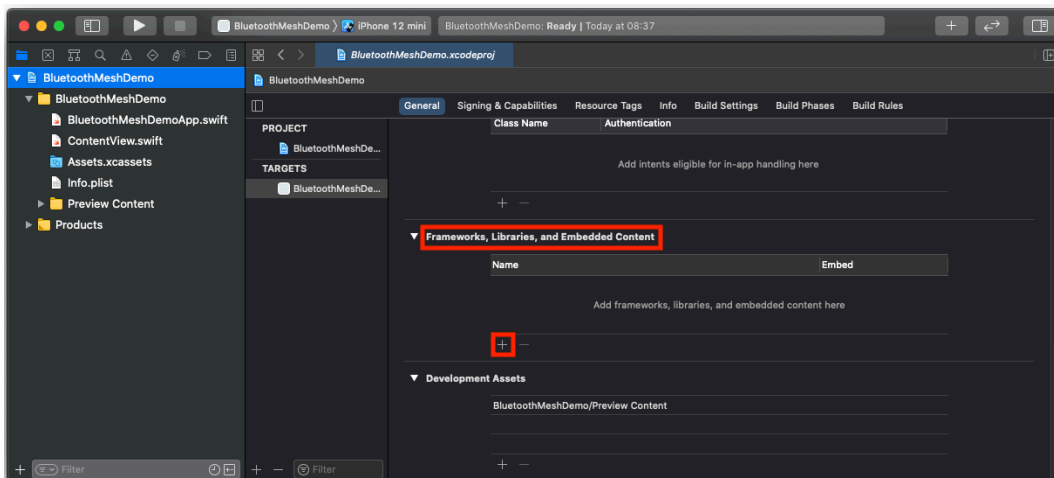 BluetoothMeshDemo 〉 iPhone 12 mini
BluetoothMeshDemo: Ready | Today at 08:37
BluetoothMeshDemo.xcodeproj
BluetoothMeshDemo
BluetoothMeshDemo
BluetoothMeshDemoApp.swift
ContentView.swift
Assets.xcassets
Info.plist
Preview Content
Products
Filter
BluetoothMeshDemo
General Signing & Capabilities Resource Tags Info Build Settings Build Phases Build Rules
PROJECT
BluetoothMeshDe...
TARGETS
BluetoothMeshDe...
Filter
Class Name Authentication
Add intents eligible for in-app handling here
Frameworks, Libraries, and Embedded Content
Name Embed
Add frameworks, libraries, and embedded content here
Development Assets
BluetoothMeshDemo/Preview Content